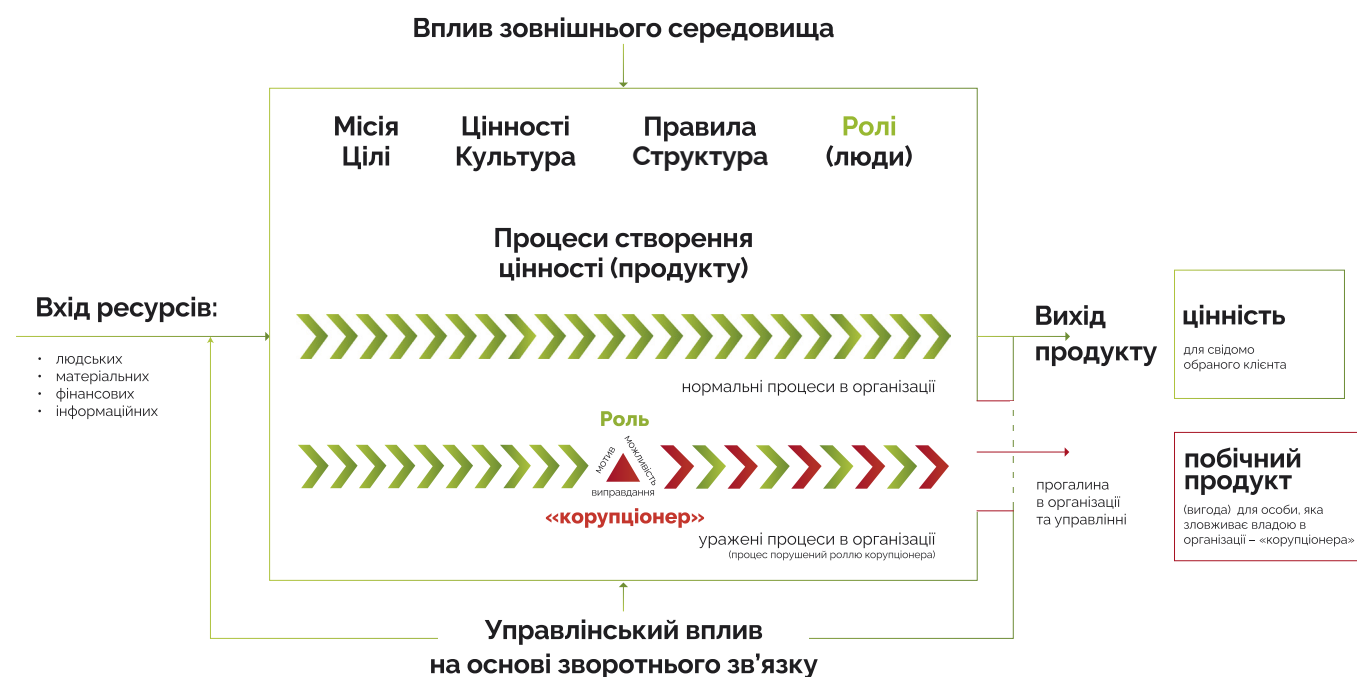 Вплив зовнішнього середовища
Місія
Цілі
Цінності
Культура
Правила
Структура
Ролі
(люди)
Процеси створення
цінності (продукту)
Вхід ресурсів:
• людських
• матеріальних
• фінансових
• інформаційних
нормальні процеси в організації
Роль
мотив
можливість
виправдання
«корупціонер»
уражені процеси в організації
(процес порушений роллю корупціонера)
Вихід
продукту
прогалина
в організації
та управлінні
цінність
для свідомо
обраного клієнта
побічний
продукт
(вигода) для особи, яка
зловживає владою в
організації – «корупціонера»
Управлінський вплив
на основі зворотнього зв’язку